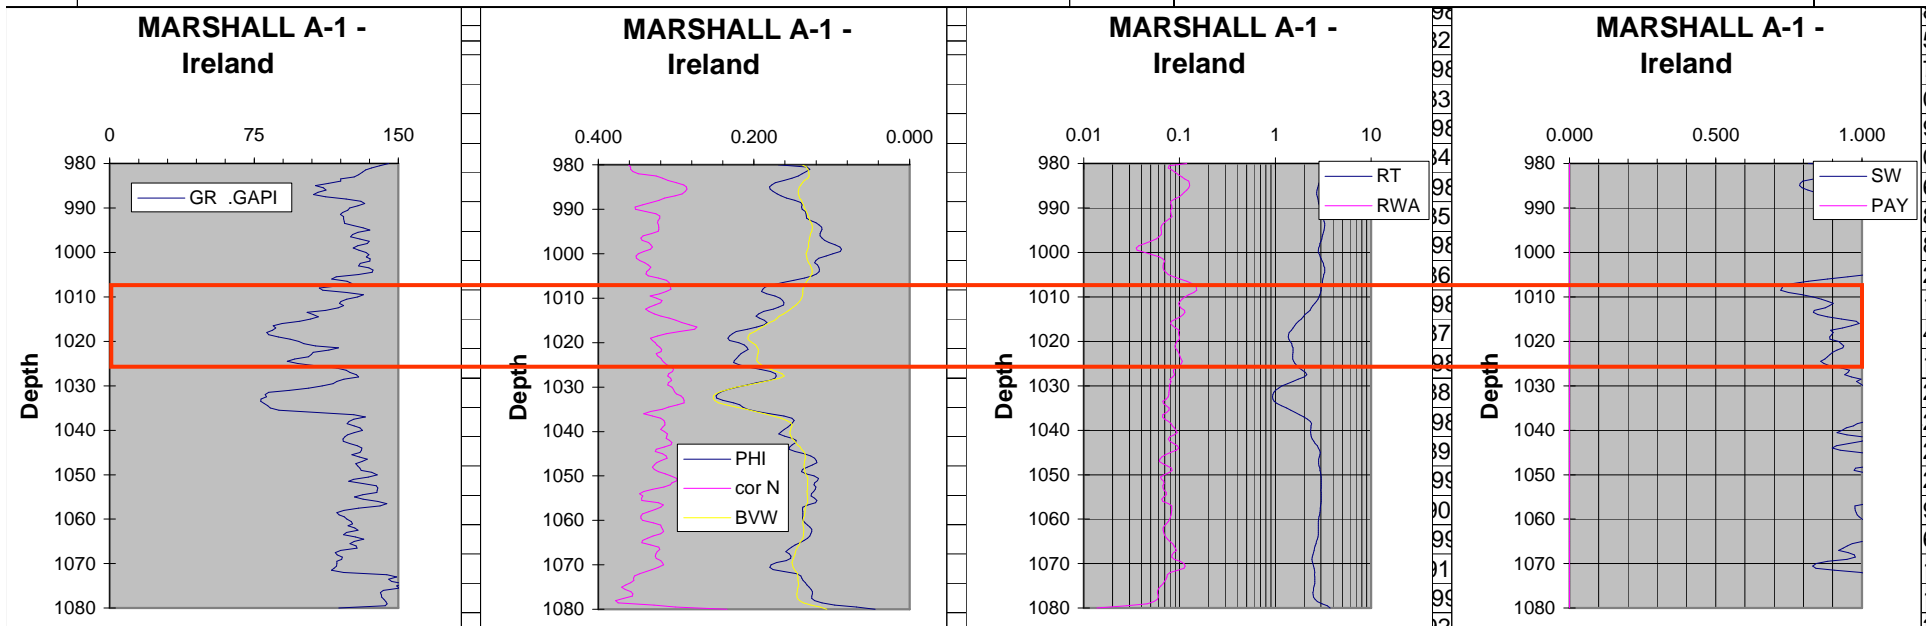 MARSHALL A-1 -
Ireland
0 75 150
980
990
1000
1010
1020
1030
1040
1050
1060
1070
1080
Depth
GR .GAPI
MARSHALL A-1 -
Ireland
0.400 0.200 0.000
980
990
1000
1010
1020
1030
1040
1050
1060
1070
1080
Depth
PHI
cor N
BVW
MARSHALL A-1 -
Ireland
0.01 0.1 1 10
980
990
1000
1010
1020
1030
1040
1050
1060
1070
1080
Depth
RT
RWA
MARSHALL A-1 -
Ireland
0.000 0.500 1.000
980
990
1000
1010
1020
1030
1040
1050
1060
1070
1080
Depth
SW
PAY